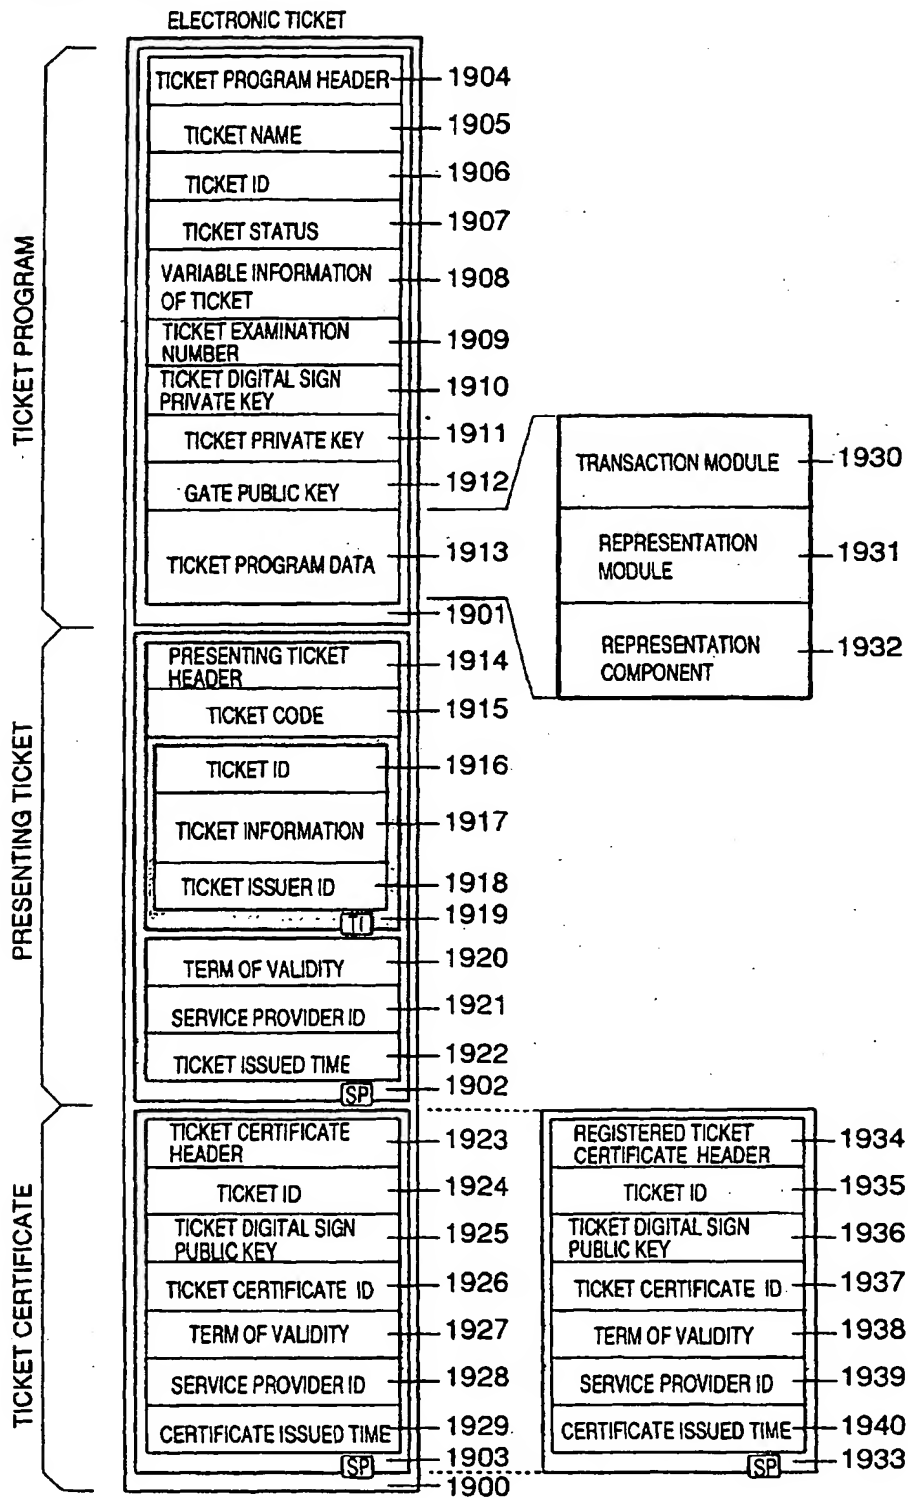 ELECTRONIC TICKET
TICKET PROGRAM
TICKET PROGRAM HEADER 1904
TICKET NAME 1905
TICKET ID 1906
TICKET STATUS 1907
VARIABLE INFORMATION 1908
OF TICKET
TICKET EXAMINATION 1909
NUMBER
TICKET DIGITAL SIGN 1910
PRIVATE KEY
TICKET PRIVATE KEY 1911
GATE PUBLIC KEY 1912
TICKET PROGRAM DATA 1913
1901
TRANSACTION MODULE 1930
REPRESENTATION 1931
MODULE
REPRESENTATION 1932
COMPONENT
PRESENTING TICKET
PRESENTING TICKET 1914
HEADER
TICKET CODE 1915
TICKET ID 1916
TICKET INFORMATION 1917
TICKET ISSUER ID 1918
TI 1919
TERM OF VALIDITY 1920
SERVICE PROVIDER ID 1921
TICKET ISSUED TIME 1922
SP 1902
TICKET CERTIFICATE
TICKET CERTIFICATE 1923
HEADER
TICKET ID 1924
TICKET DIGITAL SIGN 1925
PUBLIC KEY
TICKET CERTIFICATE ID 1926
TERM OF VALIDITY 1927
SERVICE PROVIDER ID 1928
CERTIFICATE ISSUED TIME 1929
SP 1903
1900
REGISTERED TICKET 1934
CERTIFICATE HEADER
TICKET ID 1935
TICKET DIGITAL SIGN 1936
PUBLIC KEY
TICKET CERTIFICATE ID 1937
TERM OF VALIDITY 1938
SERVICE PROVIDER ID 1939
CERTIFICATE ISSUED TIME 1940
SP 1933